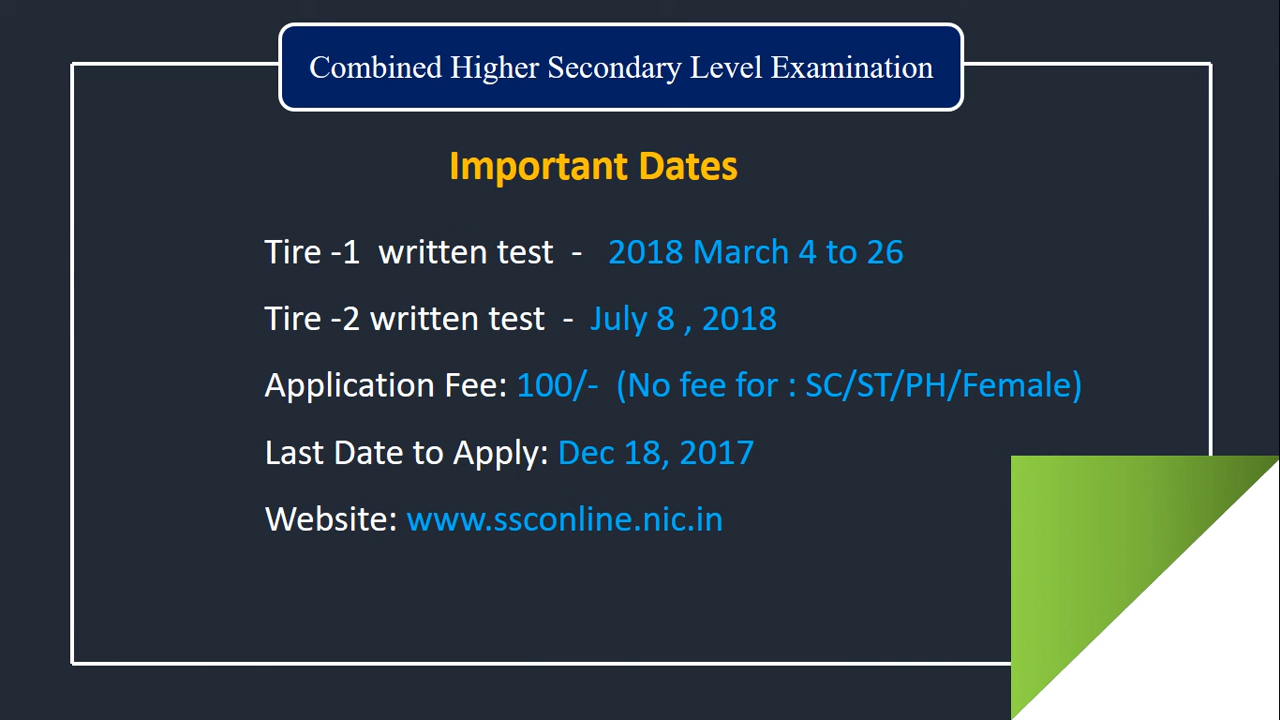 Combined Higher Secondary Level Examination
Important Dates
Tire -1 written test - 2018 March 4 to 26
Tire -2 written test - July 8 , 2018
Application Fee: 100/- (No fee for : SC/ST/PH/Female)
Last Date to Apply: Dec 18, 2017
Website: www.ssconline.nic.in